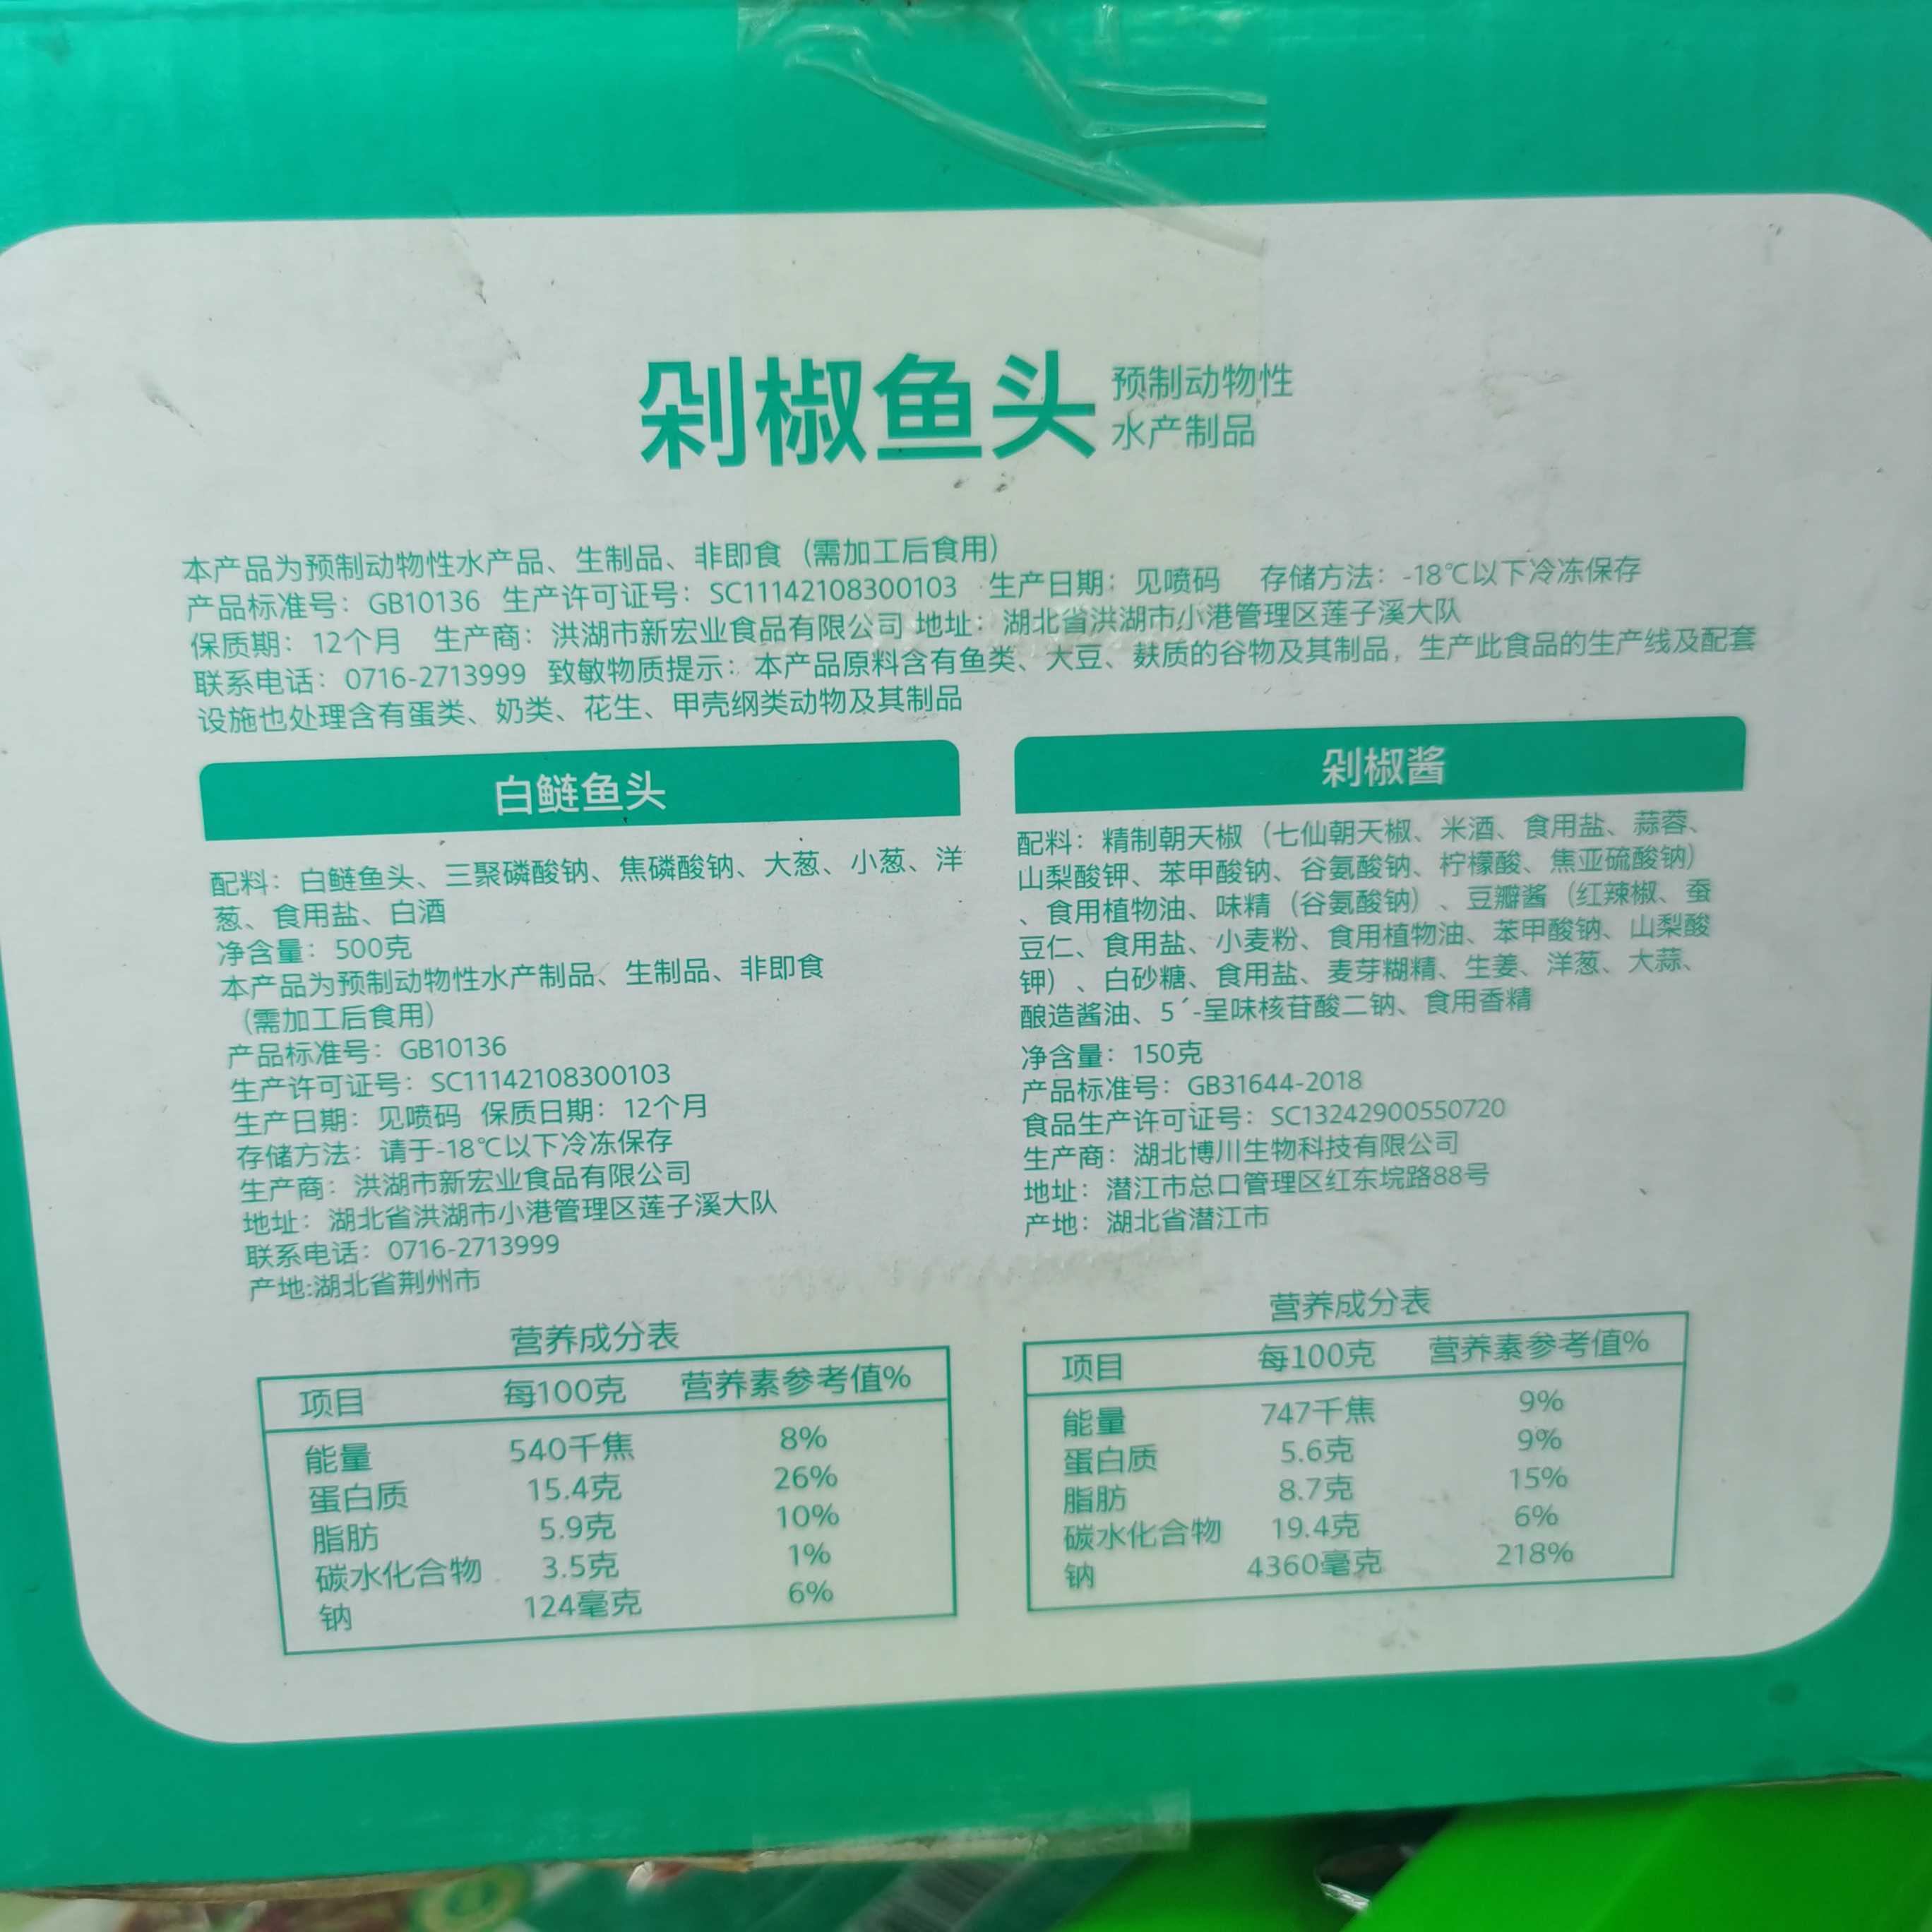 剁椒鱼头
预制动物性
水产制品
本产品为预制动物性水产品、生制品、非即食（需加工后食用）
产品标准号：GB10136 生产许可证号：SC11142108300103 生产日期：见喷码 存储方法：-18℃以下冷冻保存
保质期：12个月 生产商：洪湖市新宏业食品有限公司 地址：湖北省洪湖市小港管理区莲子溪大队
联系电话：0716-2713999 致敏物质提示：本产品原料含有鱼类、大豆、麸质的谷物及其制品，生产此食品的生产线及配套
设施也处理含有蛋类、奶类、花生、甲壳纲类动物及其制品
白鲢鱼头
配料：白鲢鱼头、三聚磷酸钠、焦磷酸钠、大葱、小葱、洋
葱、食用盐、白酒
净含量：500克
本产品为预制动物性水产制品、生制品、非即食
（需加工后食用）
产品标准号：GB10136
生产许可证号：SC11142108300103
生产日期：见喷码 保质日期：12个月
存储方法：请于-18℃以下冷冻保存
生产商：洪湖市新宏业食品有限公司
地址：湖北省洪湖市小港管理区莲子溪大队
联系电话：0716-2713999
产地:湖北省荆州市
营养成分表
项目 每100克 营养素参考值%
能量 540千焦 8%
蛋白质 15.4克 26%
脂肪 5.9克 10%
碳水化合物 3.5克 1%
钠 124毫克 6%
剁椒酱
配料：精制朝天椒（七仙朝天椒、米酒、食用盐、蒜蓉、
山梨酸钾、苯甲酸钠、谷氨酸钠、柠檬酸、焦亚硫酸钠）
、食用植物油、味精（谷氨酸钠）、豆瓣酱（红辣椒、蚕
豆仁、食用盐、小麦粉、食用植物油、苯甲酸钠、山梨酸
钾）、白砂糖、食用盐、麦芽糊精、生姜、洋葱、大蒜、
酿造酱油、5´-呈味核苷酸二钠、食用香精
净含量：150克
产品标准号：GB31644-2018
食品生产许可证号：SC13242900550720
生产商：湖北博川生物科技有限公司
地址：潜江市总口管理区红东垸路88号
产地：湖北省潜江市
营养成分表
项目 每100克 营养素参考值%
能量 747千焦 9%
蛋白质 5.6克 9%
脂肪 8.7克 15%
碳水化合物 19.4克 6%
钠 4360毫克 218%